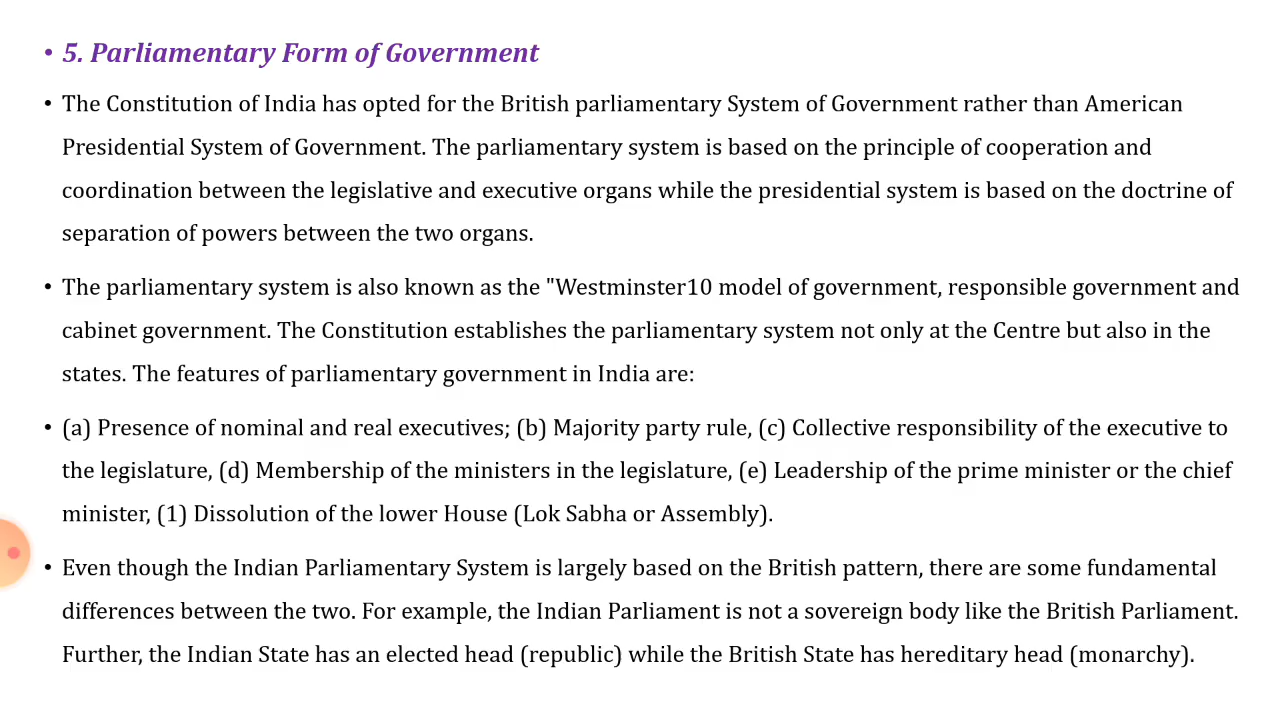 • 5. Parliamentary Form of Government
• The Constitution of India has opted for the British parliamentary System of Government rather than American
Presidential System of Government. The parliamentary system is based on the principle of cooperation and
coordination between the legislative and executive organs while the presidential system is based on the doctrine of
separation of powers between the two organs.
• The parliamentary system is also known as the "Westminster10 model of government, responsible government and
cabinet government. The Constitution establishes the parliamentary system not only at the Centre but also in the
states. The features of parliamentary government in India are:
• (a) Presence of nominal and real executives; (b) Majority party rule, (c) Collective responsibility of the executive to
the legislature, (d) Membership of the ministers in the legislature, (e) Leadership of the prime minister or the chief
minister, (1) Dissolution of the lower House (Lok Sabha or Assembly).
• Even though the Indian Parliamentary System is largely based on the British pattern, there are some fundamental
differences between the two. For example, the Indian Parliament is not a sovereign body like the British Parliament.
Further, the Indian State has an elected head (republic) while the British State has hereditary head (monarchy).